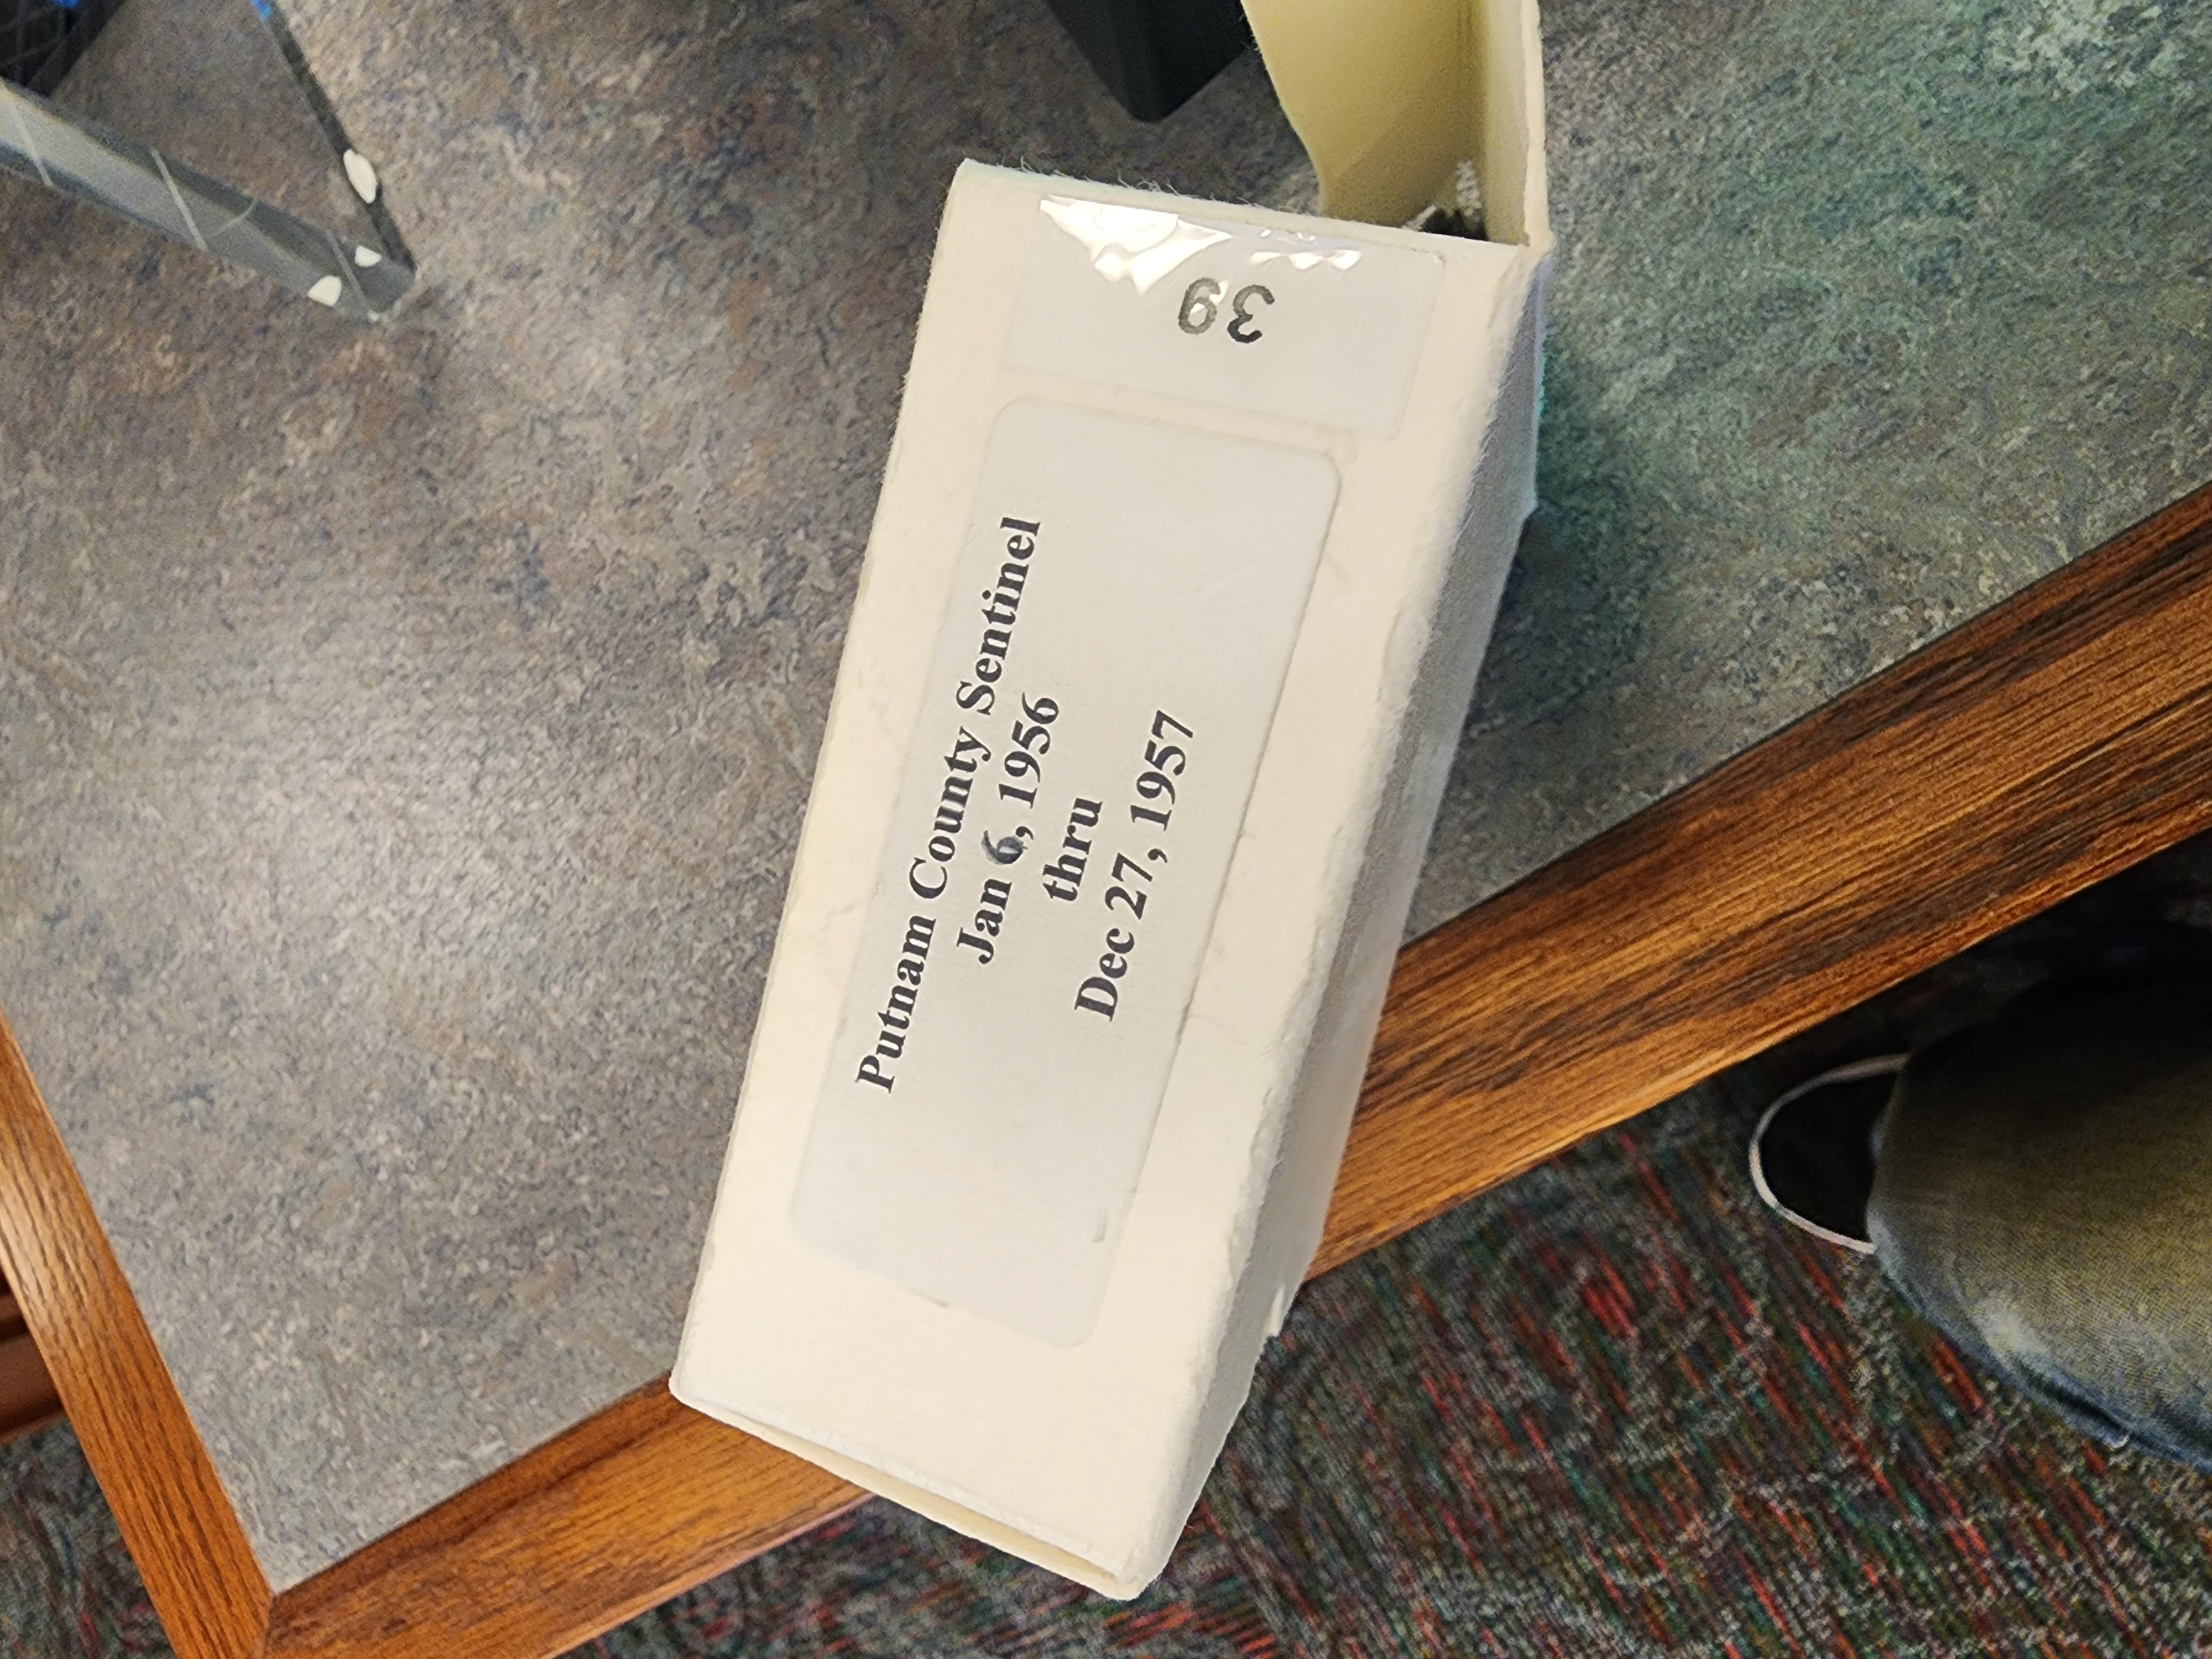 39
Putnam County Sentinel
Jan 6, 1956
thru
Dec 27, 1957